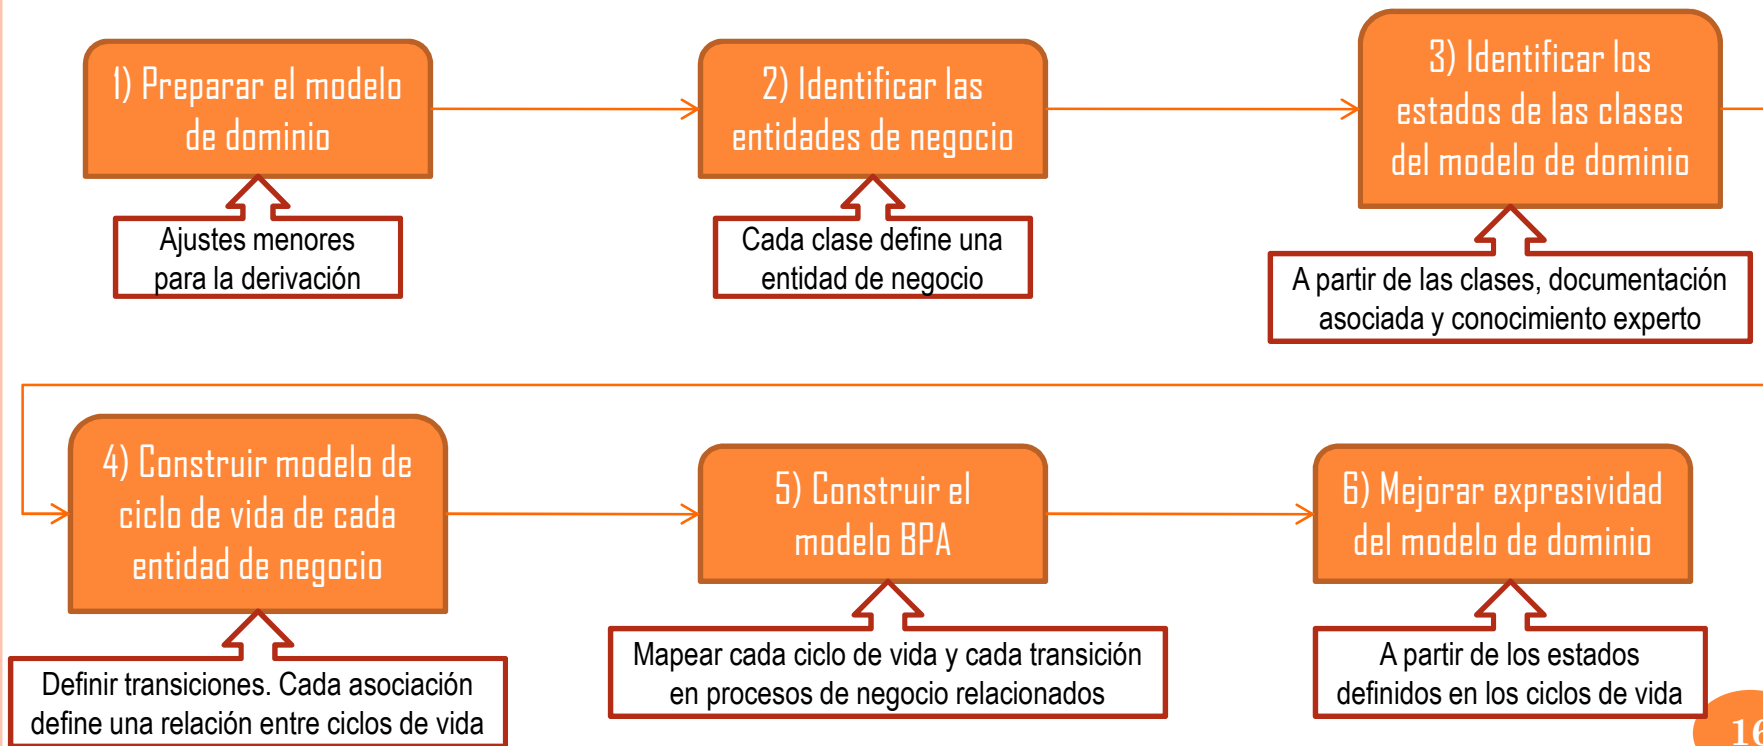 1) Preparar el modelo
de dominio
2) Identificar las
entidades de negocio
3) Identificar los
estados de las clases
del modelo de dominio
Ajustes menores
para la derivación
Cada clase define una
entidad de negocio
A partir de las clases, documentación
asociada y conocimiento experto
4) Construir modelo de
ciclo de vida de cada
entidad de negocio
5) Construir el
modelo BPA
6) Mejorar expresividad
del modelo de dominio
Definir transiciones. Cada asociación
define una relación entre ciclos de vida
Mapear cada ciclo de vida y cada transición
en procesos de negocio relacionados
A partir de los estados
definidos en los ciclos de vida
16